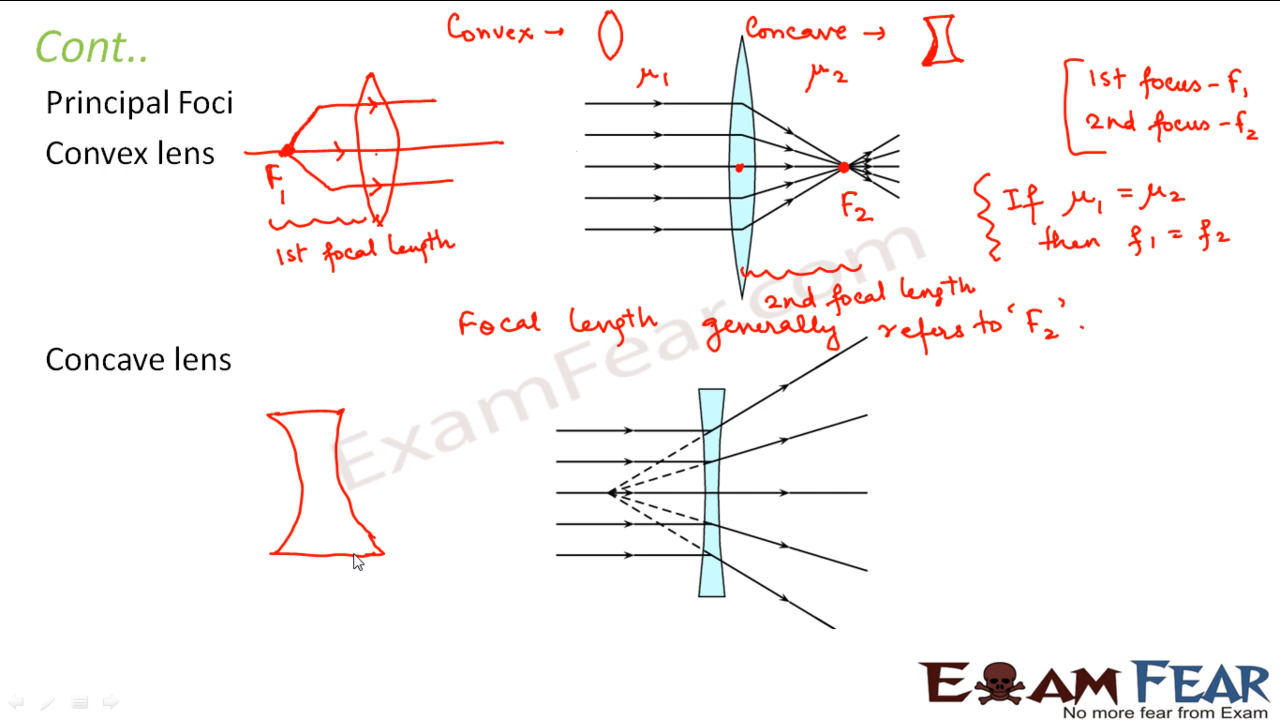 Cont..
Convex → Concave →
μ₁ μ₂
1st focus - F₁
2nd focus - f₂
Principal Foci
Convex lens
F₁
1st focal length
F₂
If μ₁ = μ₂
then f₁ = f₂
2nd focal length
Focal length generally refers to 'F₂'.
ExamFear.com
Concave lens
EXAM FEAR
No more fear from Exam